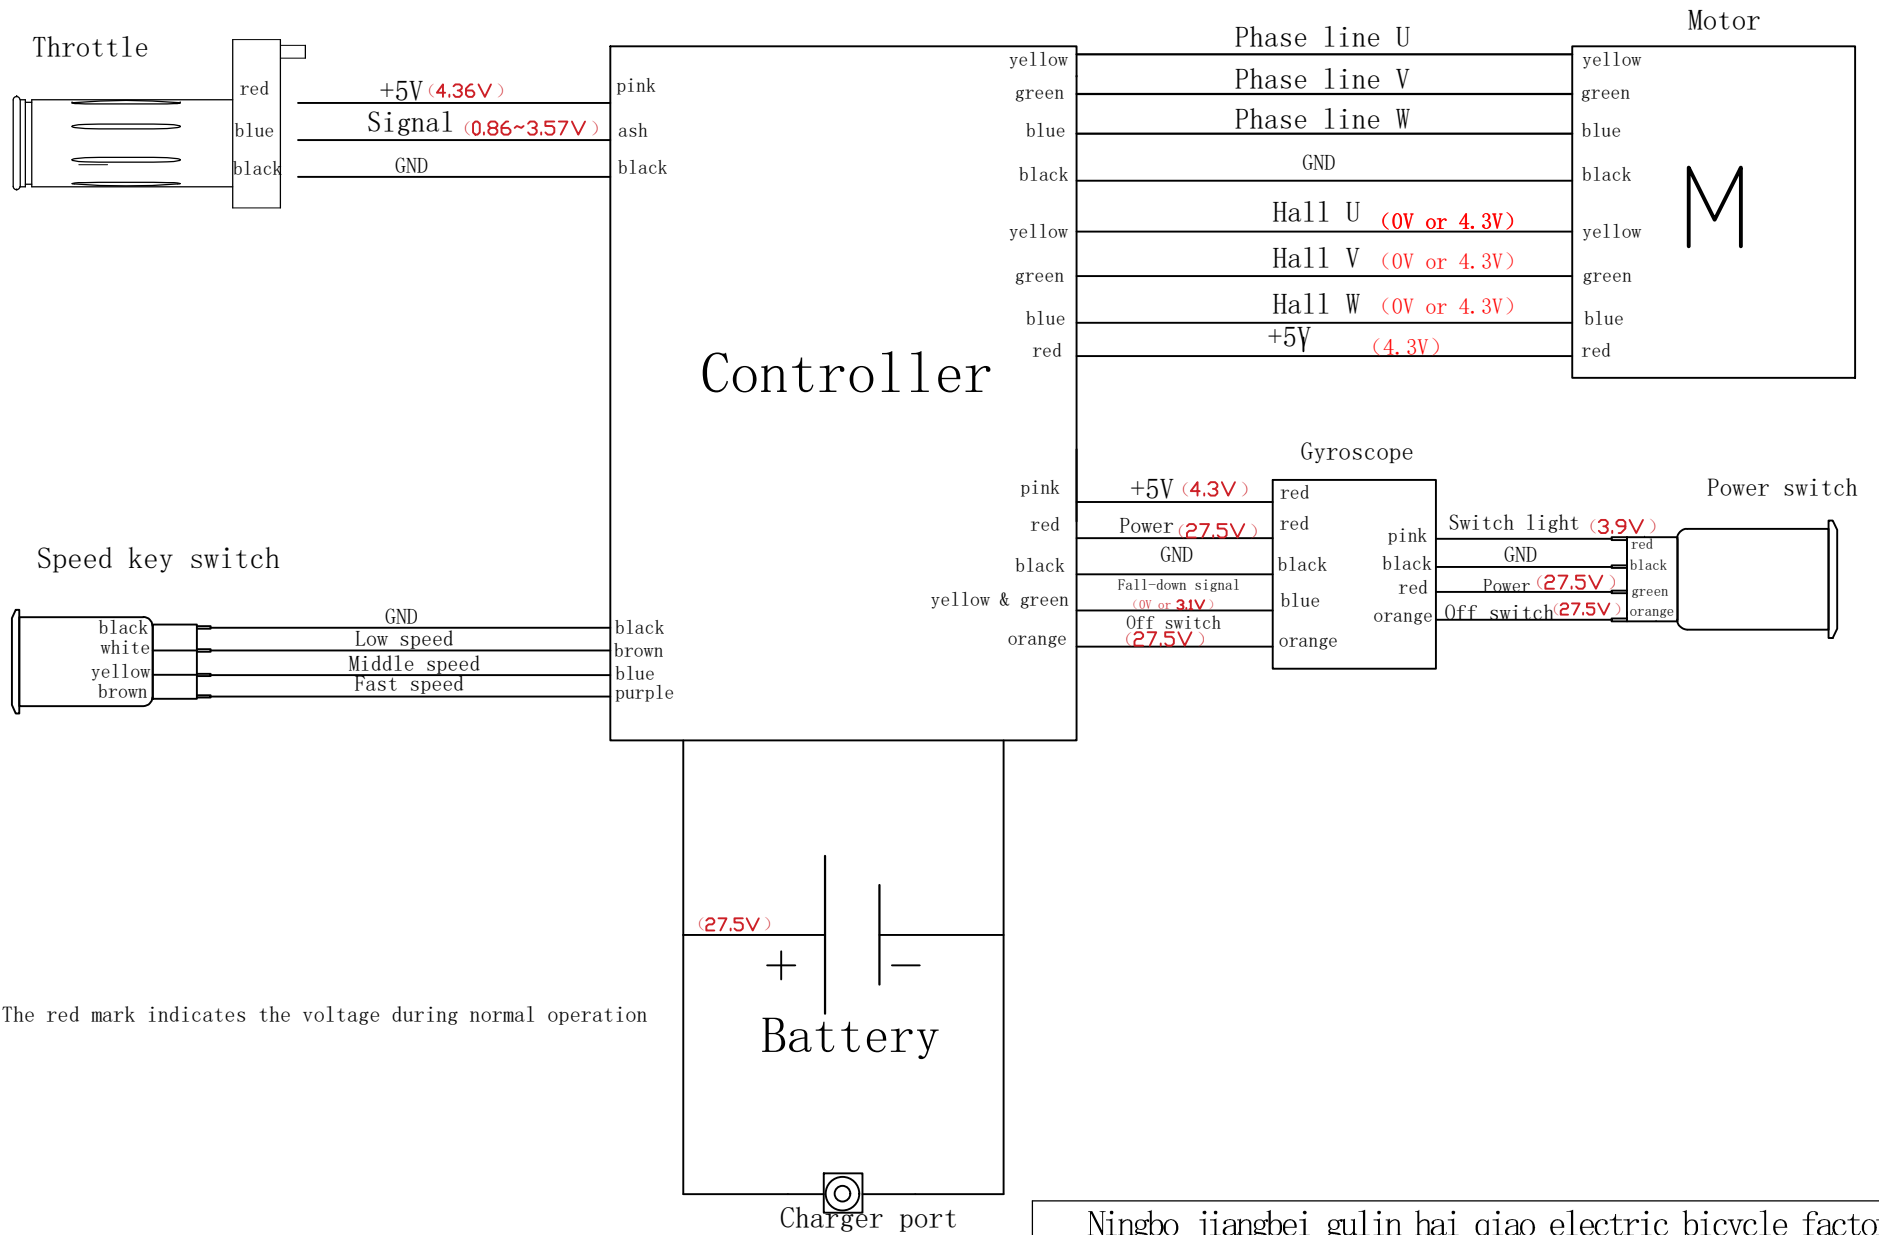 Throttle
red
blue
black
+5V (4.36V)
Signal (0.86~3.57V)
GND
pink
ash
black
Controller
yellow
green
blue
black
yellow
green
blue
red
Phase line U
Phase line V
Phase line W
GND
Hall U (0V or 4.3V)
Hall V (0V or 4.3V)
Hall W (0V or 4.3V)
+5V (4.3V)
Motor
yellow
green
blue
black
yellow
green
blue
red
M
pink
red
black
yellow & green
orange
+5V (4.3V)
Power (27.5V)
GND
Fall-down signal
(0V or 3.1V)
Off switch
(27.5V)
Gyroscope
red
red
black
blue
orange
pink
black
red
orange
Switch light (3.9V)
GND
Power (27.5V)
Off switch (27.5V)
Power switch
red
black
green
orange
Speed key switch
black
white
yellow
brown
GND
Low speed
Middle speed
Fast speed
black
brown
blue
purple
(27.5V)
+ −
Battery
The red mark indicates the voltage during normal operation
Charger port
Ningbo jiangbei gulin hai qiao electric bicycle